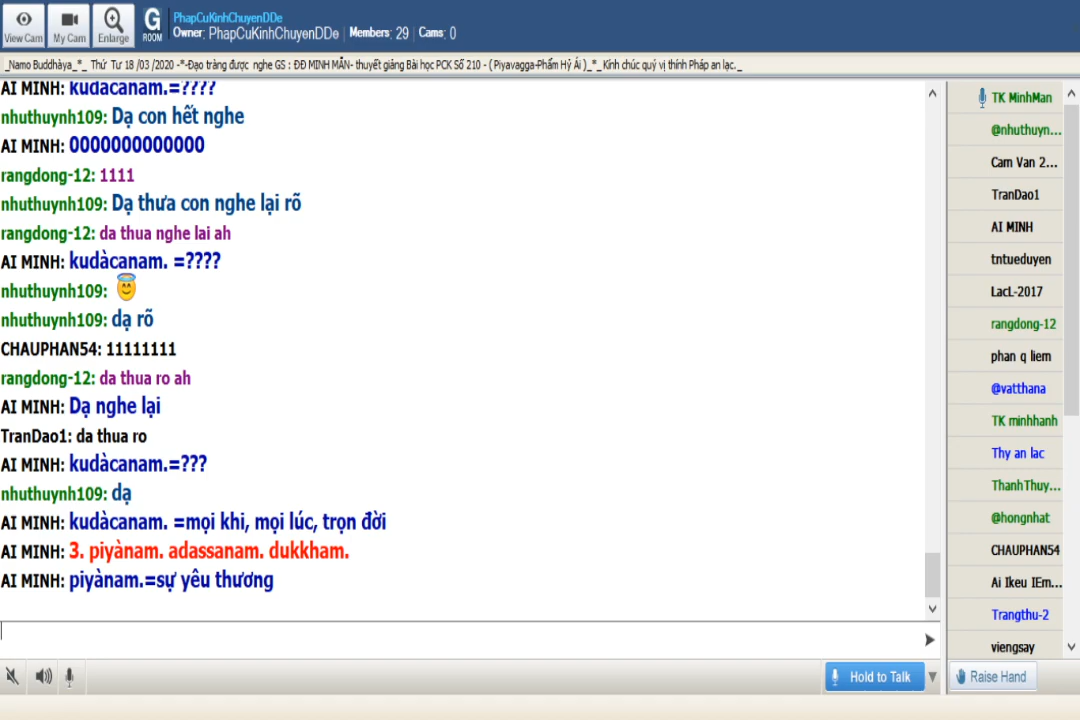 View Cam
My Cam
Enlarge
G
ROOM
PhapCuKinhChuyenDDe
Owner: PhapCuKinhChuyenDDe | Members: 29 | Cams: 0
_Namo Buddhàya_*_ Thứ Tư 18 /03 /2020 -*-Đạo tràng được nghe GS : ĐĐ MINH MẪN- thuyết giảng Bài học PCK Số 210 - ( Piyavagga-Phẩm Hỷ Ái )_*_Kính chúc quý vị thính Pháp an lạc._
AI MINH: kudàcanam.=????
nhuthuynh109: Dạ con hết nghe
AI MINH: 0000000000000
rangdong-12: 1111
nhuthuynh109: Dạ thưa con nghe lại rõ
rangdong-12: da thua nghe lai ah
AI MINH: kudàcanam. =????
nhuthuynh109:
nhuthuynh109: dạ rõ
CHAUPHAN54: 11111111
rangdong-12: da thua ro ah
AI MINH: Dạ nghe lại
TranDao1: da thua ro
AI MINH: kudàcanam.=???
nhuthuynh109: dạ
AI MINH: kudàcanam. =mọi khi, mọi lúc, trọn đời
AI MINH: 3. piyànam. adassanam. dukkham.
AI MINH: piyànam.=sự yêu thương
TK MinhMan
@nhuthuyn...
Cam Van 2...
TranDao1
AI MINH
tntueduyen
LacL-2017
rangdong-12
phan q liem
@vatthana
TK minhhanh
Thy an lac
ThanhThuy...
@hongnhat
CHAUPHAN54
Ai Ikeu IEm...
Trangthu-2
viengsay
Hold to Talk
Raise Hand